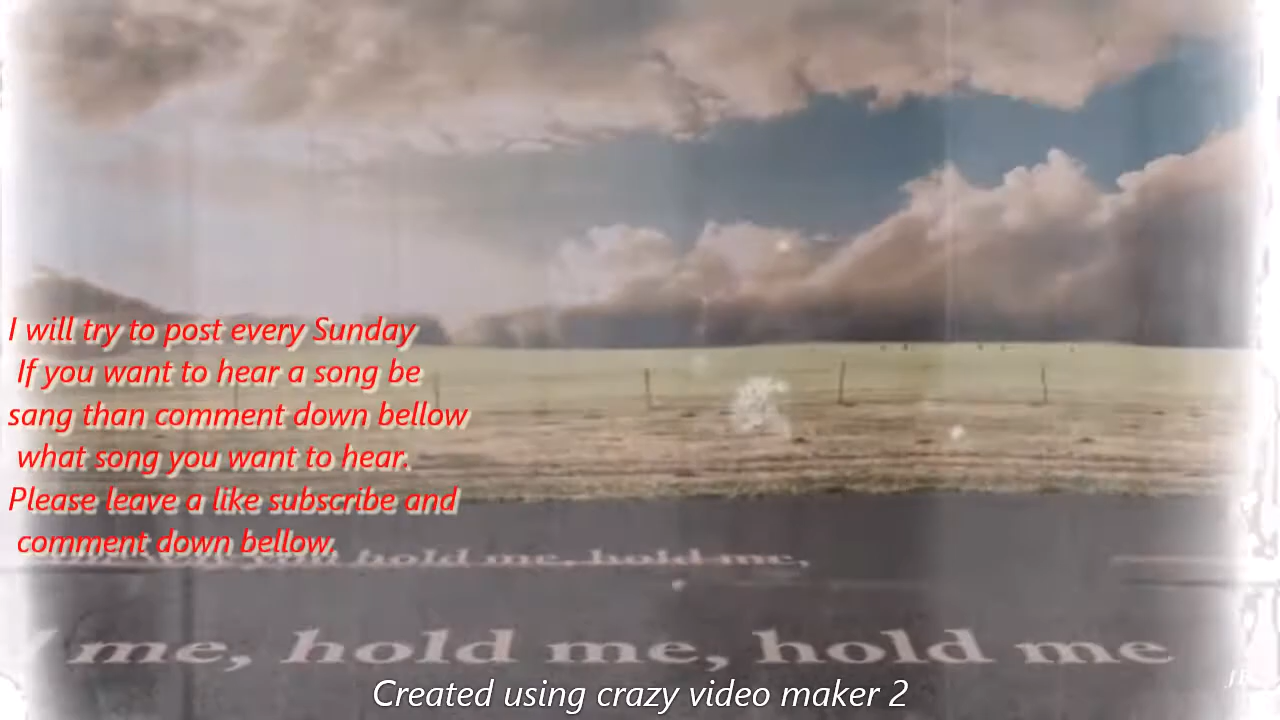 I will try to post every Sunday
If you want to hear a song be
sang than comment down bellow
what song you want to hear.
Please leave a like subscribe and
comment down bellow.
you hold me, hold me,
me, hold me, hold me
Created using crazy video maker 2